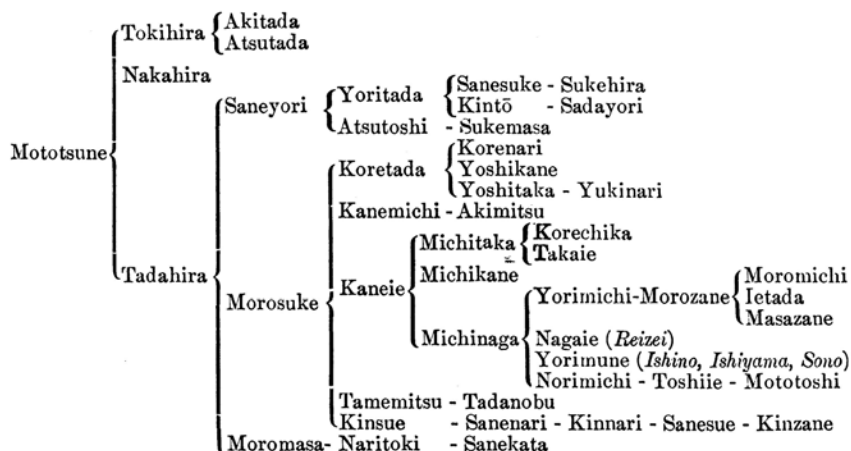 Tokihira { Akitada
Atsutada
Nakahira
Saneyori { Yoritada { Sanesuke - Sukehira
Kintō - Sadayori
Atsutoshi - Sukemasa
Mototsune
Koretada { Korenari
Yoshikane
Yoshitaka - Yukinari
Kanemichi - Akimitsu
Michitaka { Korechika
Takaie
Tadahira { Morosuke { Kaneie { Michikane
Yorimichi-Morozane { Moromichi
Ietada
Masazane
Michinaga { Nagaie (Reizei)
Yorimune (Ishino, Ishiyama, Sono)
Norimichi - Toshiie - Mototoshi
Tamemitsu - Tadanobu
Kinsue - Sanenari - Kinnari - Sanesue - Kinzane
Moromasa- Naritoki - Sanekata